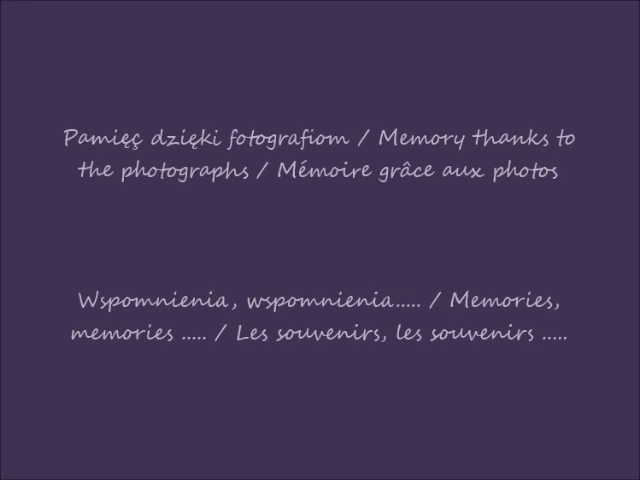 Pamięç dzięki fotografiom / Memory thanks to
the photographs / Mémoire grâce aux photos
Wspomnienia, wspomnienia..... / Memories,
memories ..... / Les souvenirs, les souvenirs .....